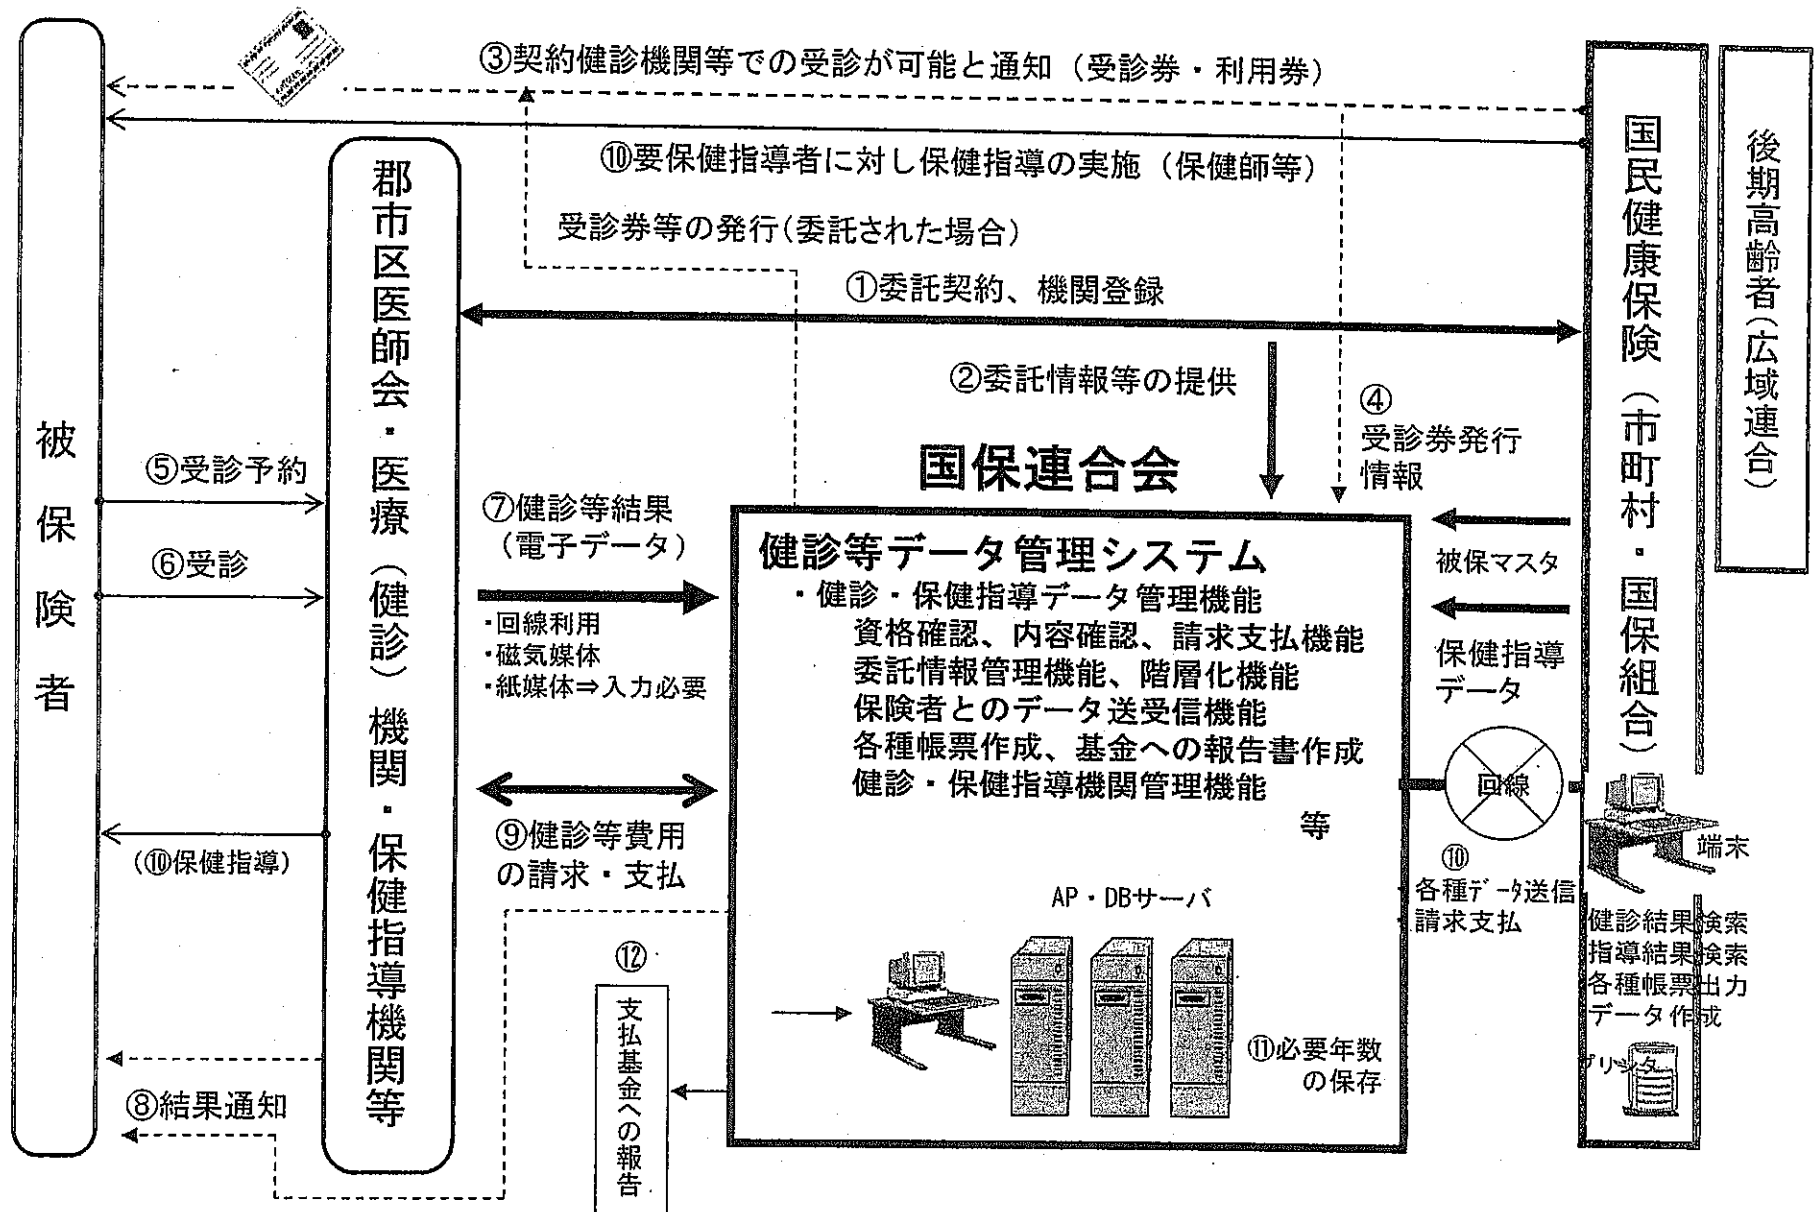 ③契約健診機関等での受診が可能と通知（受診券・利用券）
⑩要保健指導者に対し保健指導の実施（保健師等）
受診券等の発行(委託された場合)
①委託契約、機関登録
②委託情報等の提供
④
受診券発行
情報
被保険者
郡市区医師会・医療（健診）機関・保健指導機関等
国民健康保険（市町村・国保組合）
後期高齢者（広域連合）
⑤受診予約
⑥受診
⑦健診等結果
（電子データ）
・回線利用
・磁気媒体
・紙媒体⇒入力必要
国保連合会
健診等データ管理システム
・健診・保健指導データ管理機能
資格確認、内容確認、請求支払機能
委託情報管理機能、階層化機能
保険者とのデータ送受信機能
各種帳票作成、基金への報告書作成
健診・保健指導機関管理機能
等
被保マスタ
保健指導
データ
回線
端末
⑨健診等費用
の請求・支払
(⑩保健指導)
⑩
各種データ送信
請求支払
AP・DBサーバ
⑪必要年数
の保存
健診結果検索
指導結果検索
各種帳票出力
データ作成
プリンタ
⑫
支払基金への報告
⑧結果通知